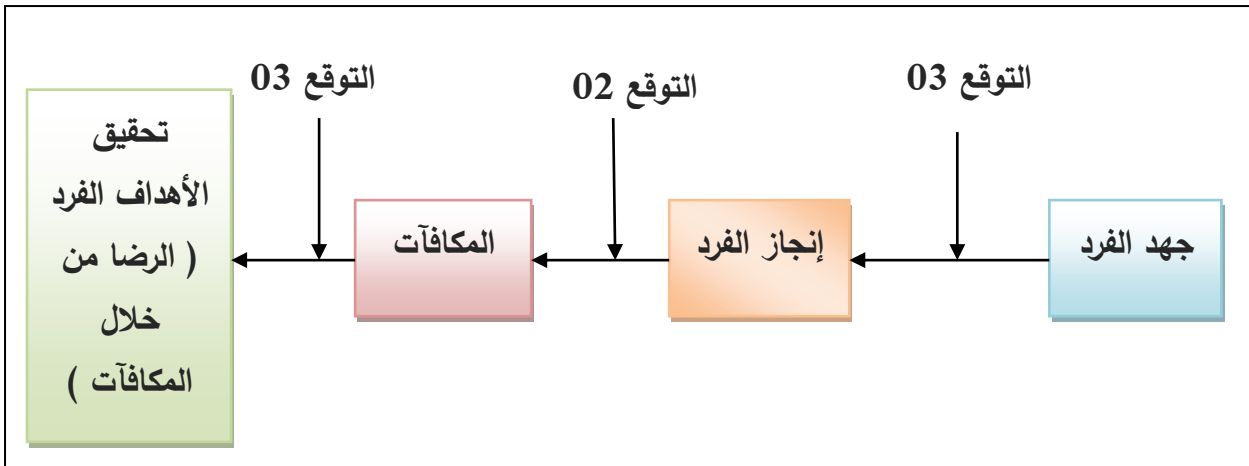 التوقع 03
التوقع 02
التوقع 03
جهد الفرد
إنجاز الفرد
المكافآت
تحقيق
الأهداف الفرد
( الرضا من
خلال
المكافآت )